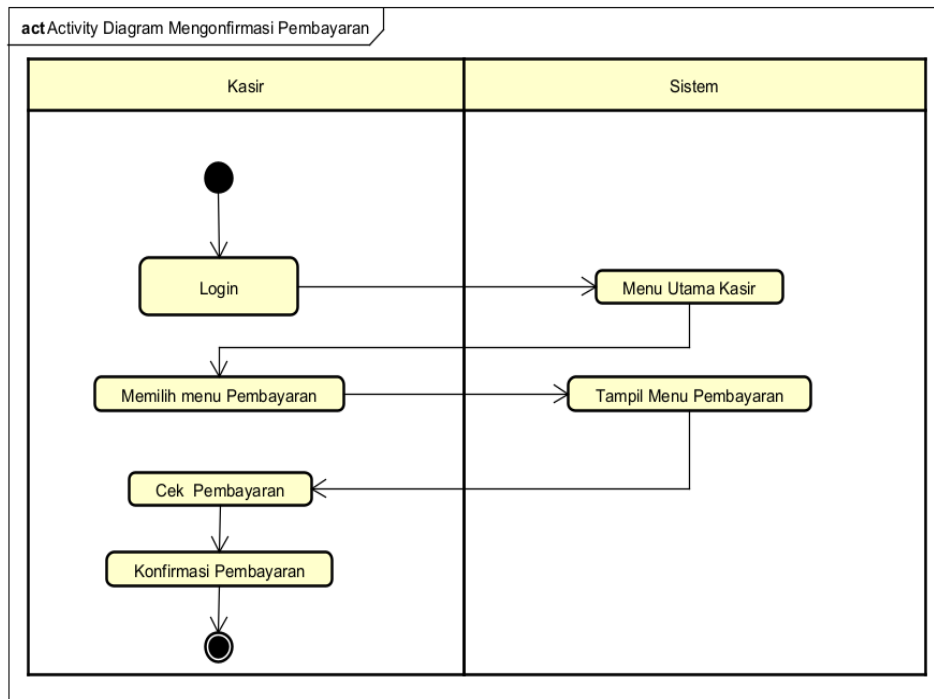 act Activity Diagram Mengonfirmasi Pembayaran
Kasir
Sistem
Login
Menu Utama Kasir
Memilih menu Pembayaran
Tampil Menu Pembayaran
Cek Pembayaran
Konfirmasi Pembayaran